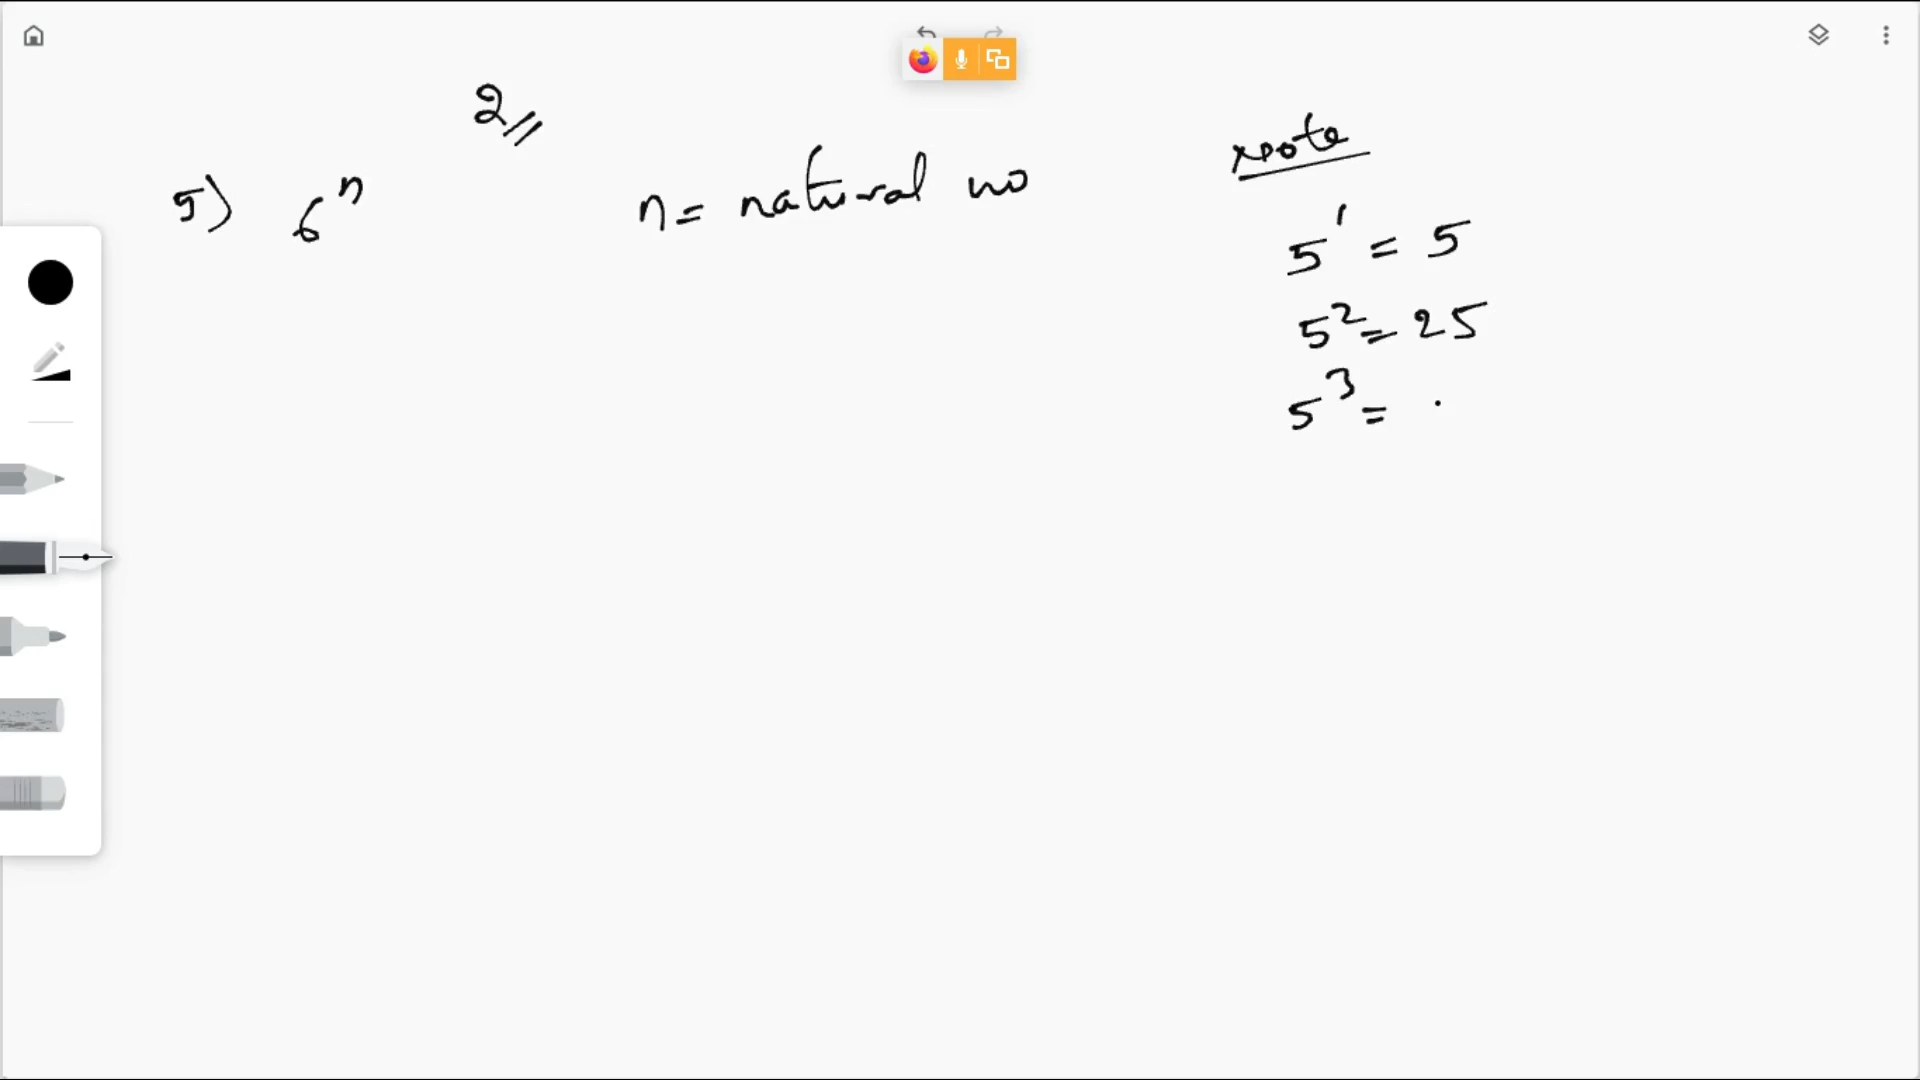 2//
5) 6ⁿ n = natural no
note
5¹ = 5
5² = 25
5³ = .